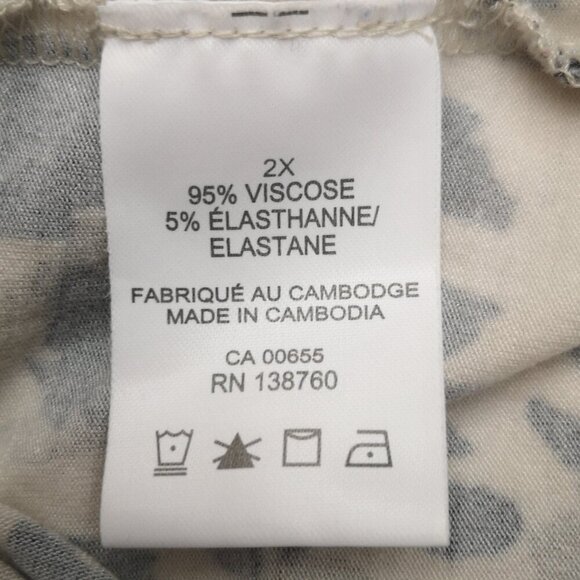 2X
95% VISCOSE
5% ÉLASTHANNE/
ELASTANE
FABRIQUÉ AU CAMBODGE
MADE IN CAMBODIA
CA 00655
RN 138760